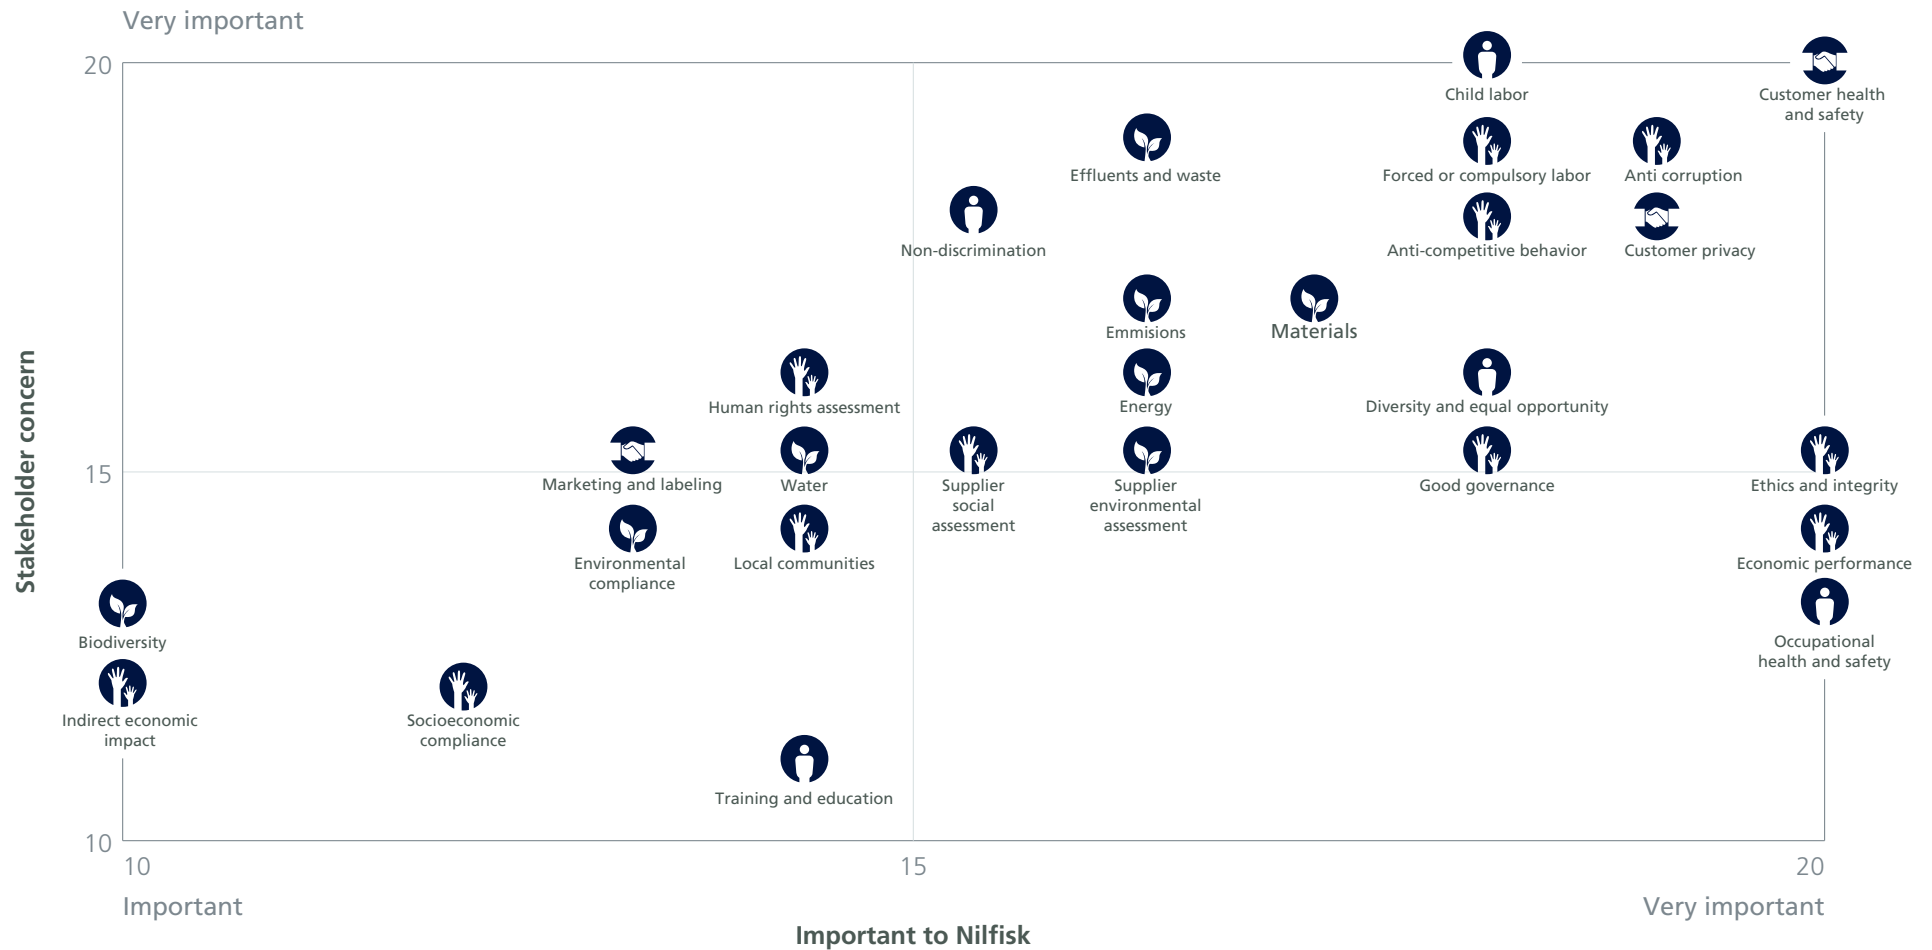 Very important
20
Child labor
Customer health
and safety
Effluents and waste
Forced or compulsory labor
Anti corruption
Non-discrimination
Anti-competitive behavior
Customer privacy
Emmisions
Materials
Human rights assessment
Energy
Diversity and equal opportunity
Stakeholder concern
15
Marketing and labeling
Water
Supplier
social
assessment
Supplier
environmental
assessment
Good governance
Ethics and integrity
Environmental
compliance
Local communities
Economic performance
Biodiversity
Occupational
health and safety
Indirect economic
impact
Socioeconomic
compliance
Training and education
10
10
15
20
Important
Very important
Important to Nilfisk